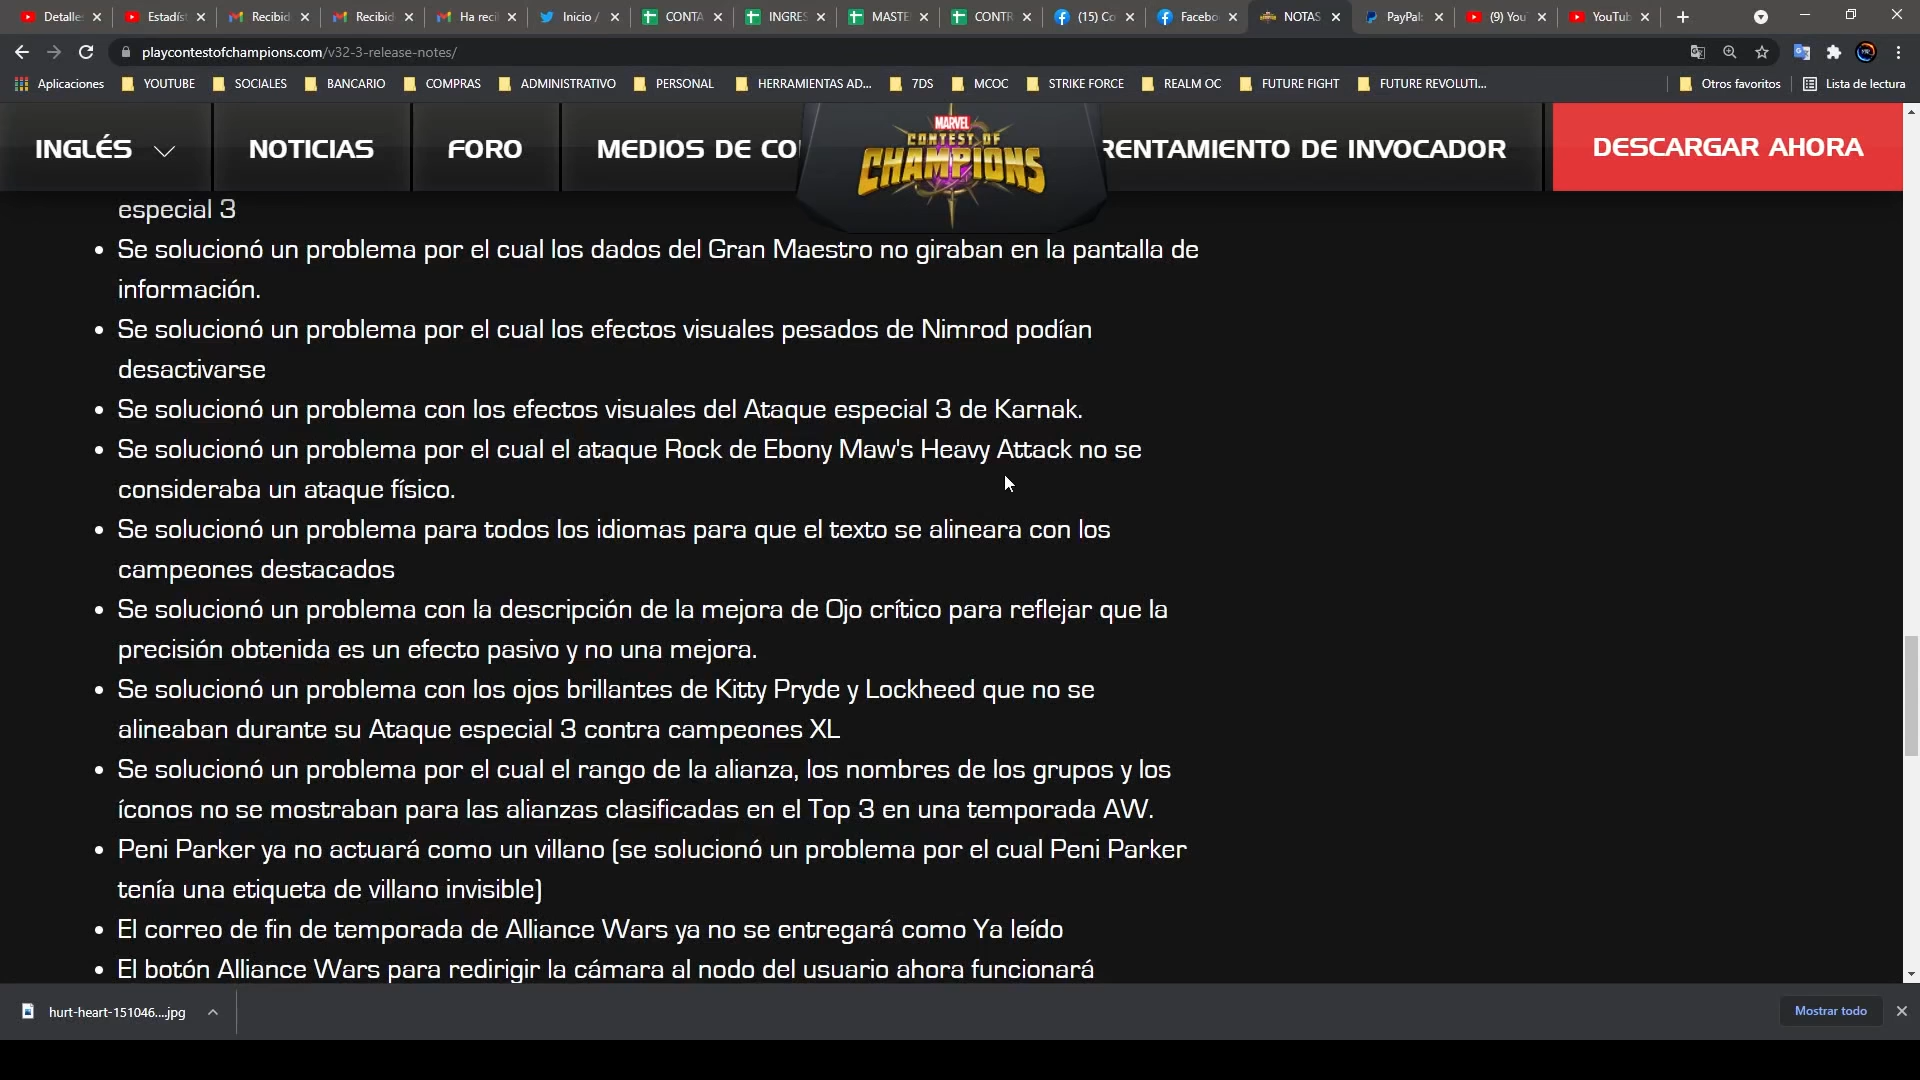 Detalles
Estadíst
Recibid
Recibid
Ha reci
Inicio /
CONTA
INGRES
MASTE
CONTR
(15) Co
Facebo
NOTAS
PayPal:
(9) You
YouTub
playcontestofchampions.com/v32-3-release-notes/
Aplicaciones
YOUTUBE
SOCIALES
BANCARIO
COMPRAS
ADMINISTRATIVO
PERSONAL
HERRAMIENTAS AD...
7DS
MCOC
STRIKE FORCE
REALM OC
FUTURE FIGHT
FUTURE REVOLUTI...
Otros favoritos
Lista de lectura
INGLÉS
NOTICIAS
FORO
MEDIOS DE CO
MARVEL
CONTEST OF
CHAMPIONS
RENTAMIENTO DE INVOCADOR
DESCARGAR AHORA
especial 3
• Se solucionó un problema por el cual los dados del Gran Maestro no giraban en la pantalla de
información.
• Se solucionó un problema por el cual los efectos visuales pesados de Nimrod podían
desactivarse
• Se solucionó un problema con los efectos visuales del Ataque especial 3 de Karnak.
• Se solucionó un problema por el cual el ataque Rock de Ebony Maw's Heavy Attack no se
consideraba un ataque físico.
• Se solucionó un problema para todos los idiomas para que el texto se alineara con los
campeones destacados
• Se solucionó un problema con la descripción de la mejora de Ojo crítico para reflejar que la
precisión obtenida es un efecto pasivo y no una mejora.
• Se solucionó un problema con los ojos brillantes de Kitty Pryde y Lockheed que no se
alineaban durante su Ataque especial 3 contra campeones XL
• Se solucionó un problema por el cual el rango de la alianza, los nombres de los grupos y los
íconos no se mostraban para las alianzas clasificadas en el Top 3 en una temporada AW.
• Peni Parker ya no actuará como un villano (se solucionó un problema por el cual Peni Parker
tenía una etiqueta de villano invisible)
• El correo de fin de temporada de Alliance Wars ya no se entregará como Ya leído
• El botón Alliance Wars para redirigir la cámara al nodo del usuario ahora funcionará
hurt-heart-151046....jpg
Mostrar todo